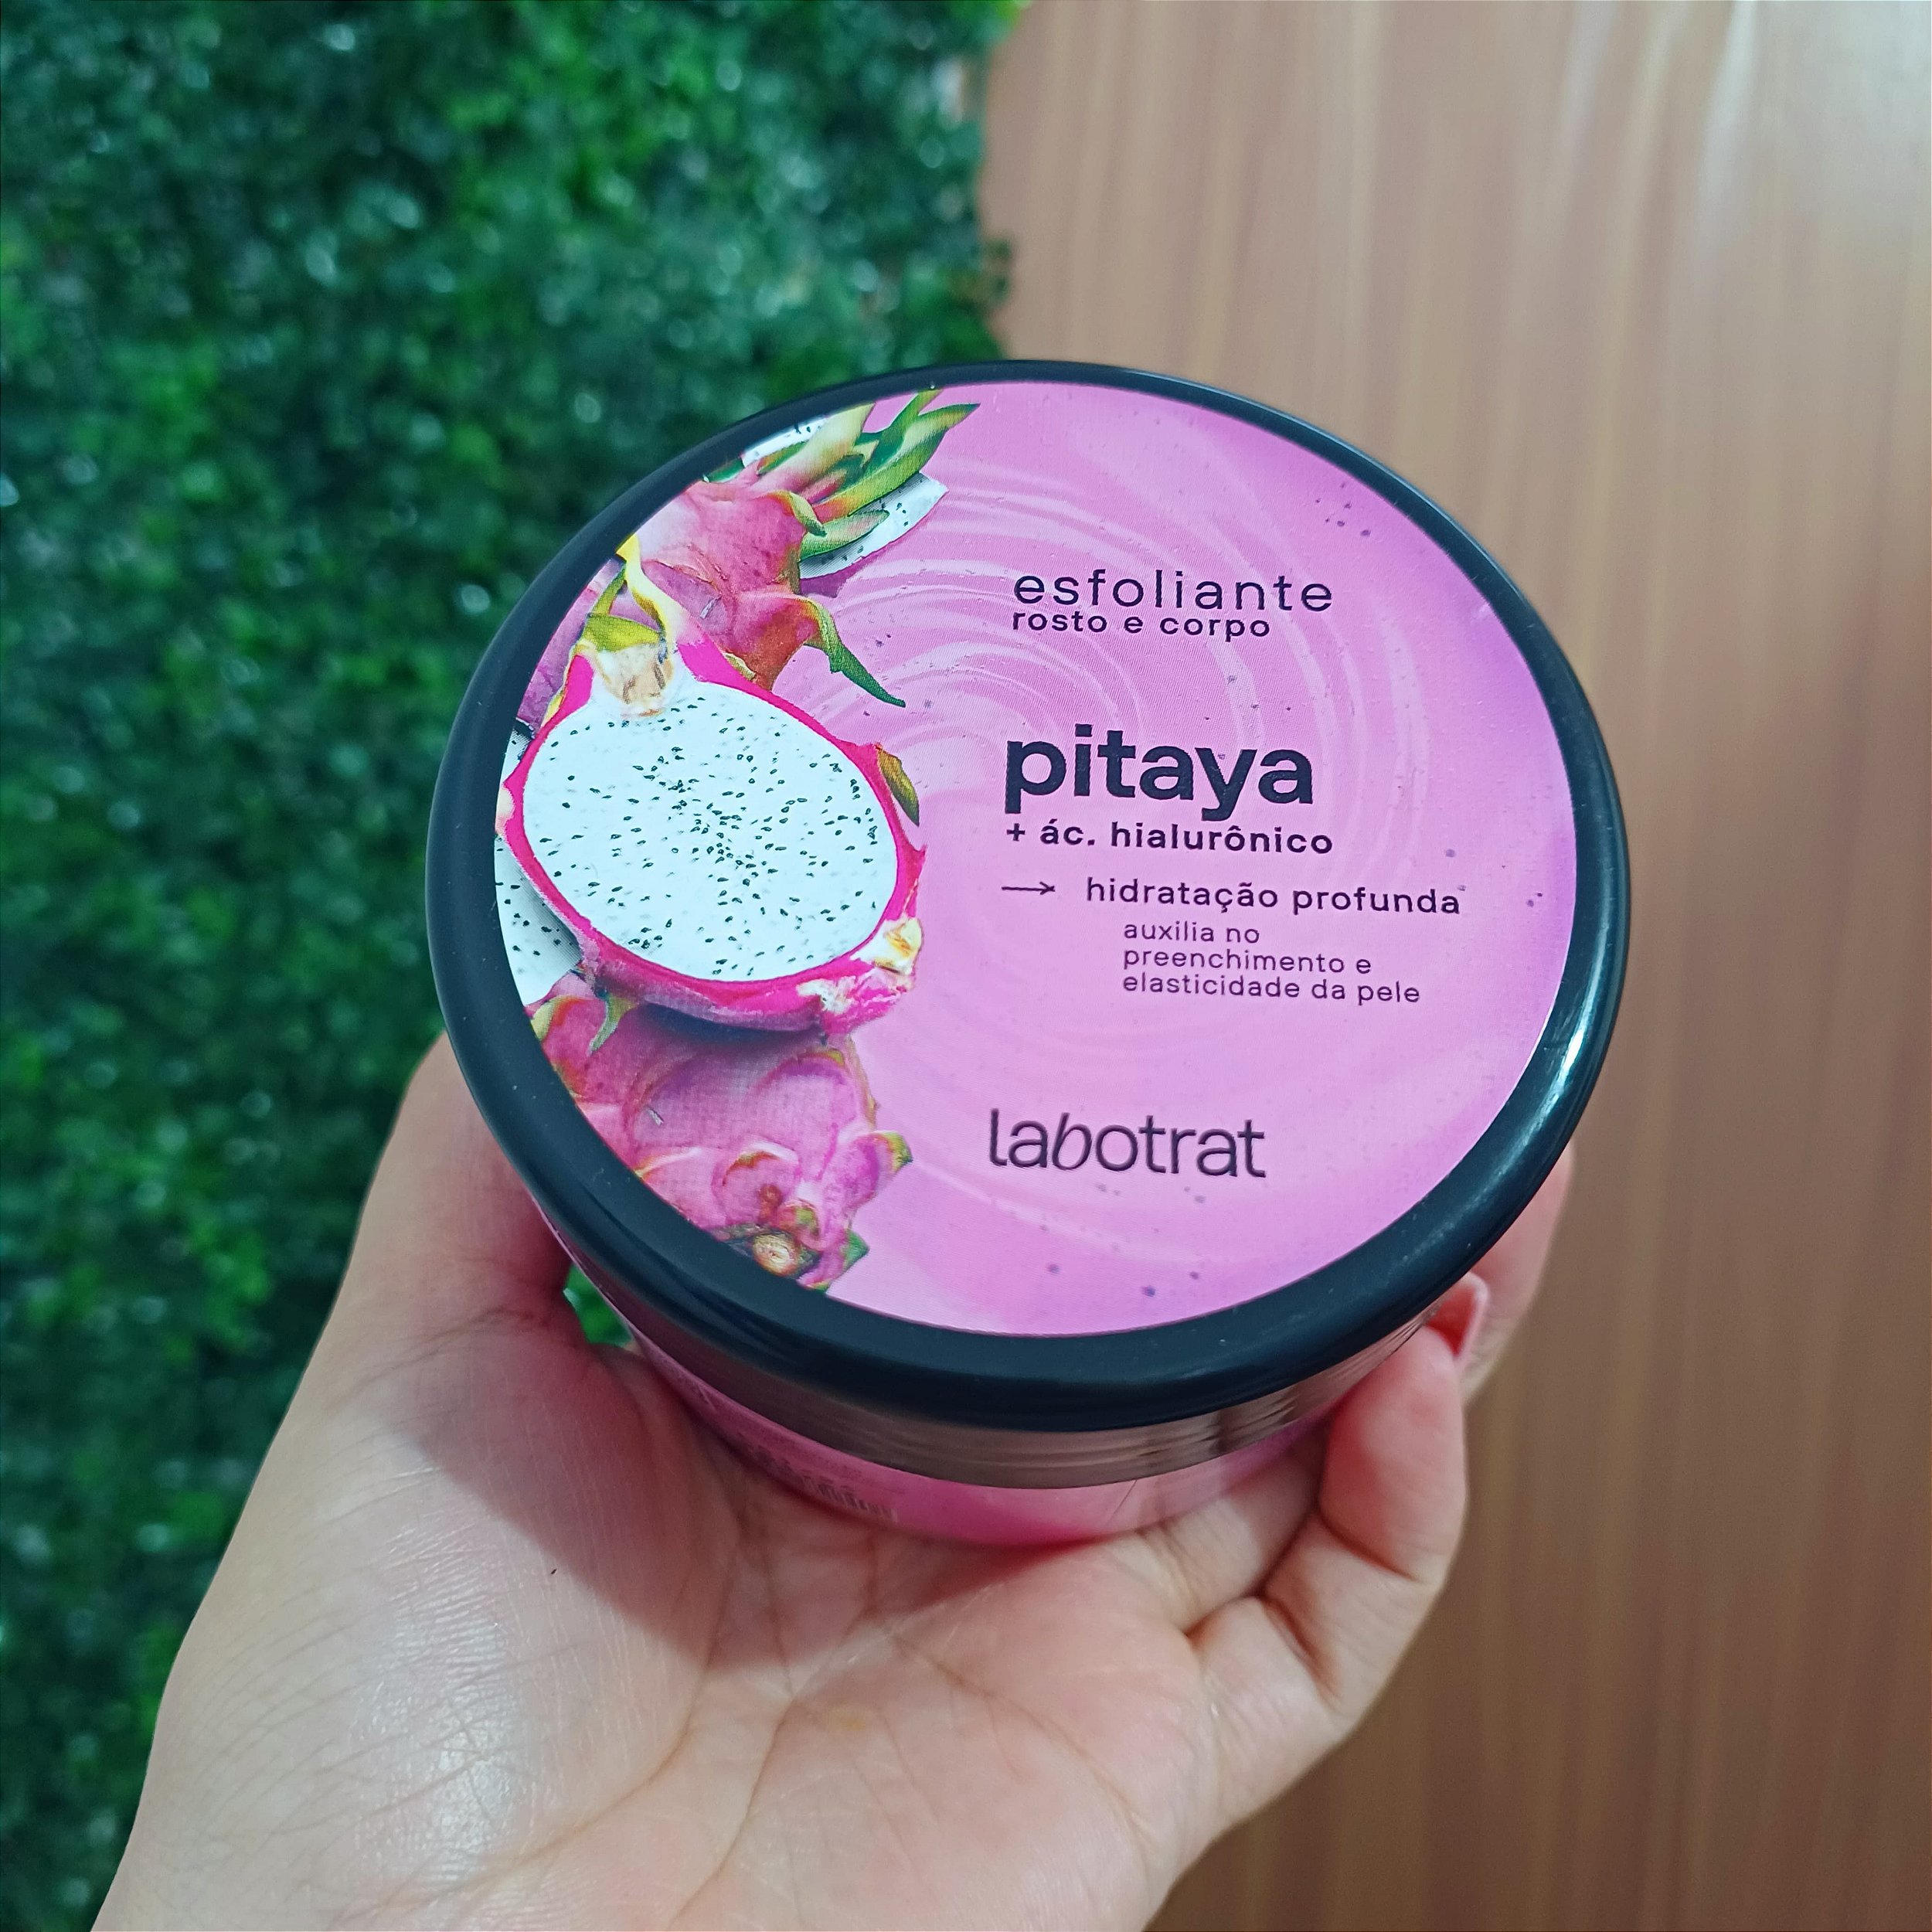 esfoliante
rosto e corpo
pitaya
+ ác. hialurônico
→ hidratação profunda
auxilia no
preenchimento e
elasticidade da pele
labotrat